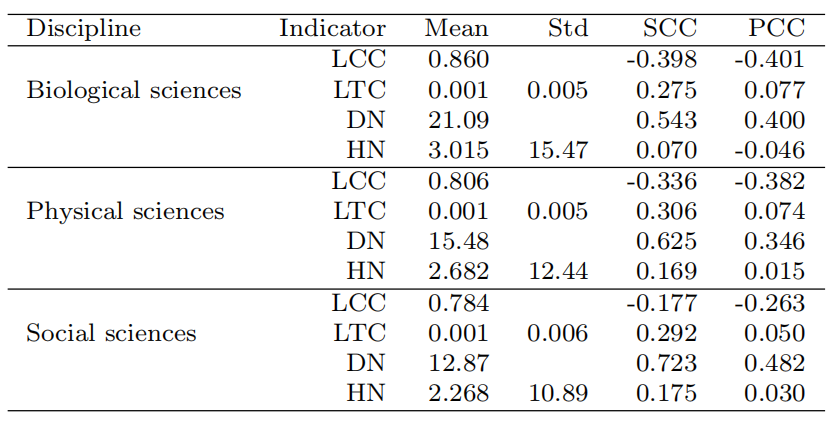 Discipline Indicator Mean Std SCC PCC
LCC 0.860 -0.398 -0.401
Biological sciences LTC 0.001 0.005 0.275 0.077
DN 21.09 0.543 0.400
HN 3.015 15.47 0.070 -0.046
LCC 0.806 -0.336 -0.382
Physical sciences LTC 0.001 0.005 0.306 0.074
DN 15.48 0.625 0.346
HN 2.682 12.44 0.169 0.015
LCC 0.784 -0.177 -0.263
Social sciences LTC 0.001 0.006 0.292 0.050
DN 12.87 0.723 0.482
HN 2.268 10.89 0.175 0.030